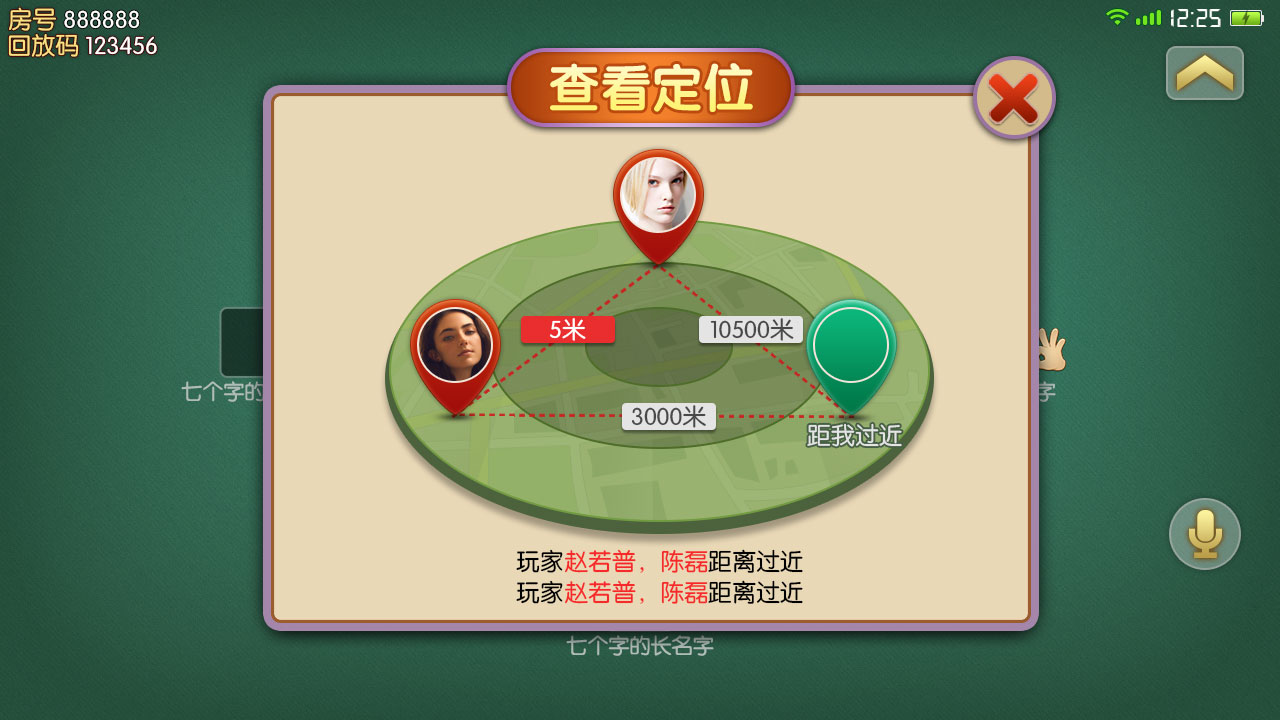 房号 888888
回放码 123456
12:25
查看定位
5米
10500米
七个字的
字
3000米
距我过近
玩家赵若普，陈磊距离过近
玩家赵若普，陈磊距离过近
七个字的长名字